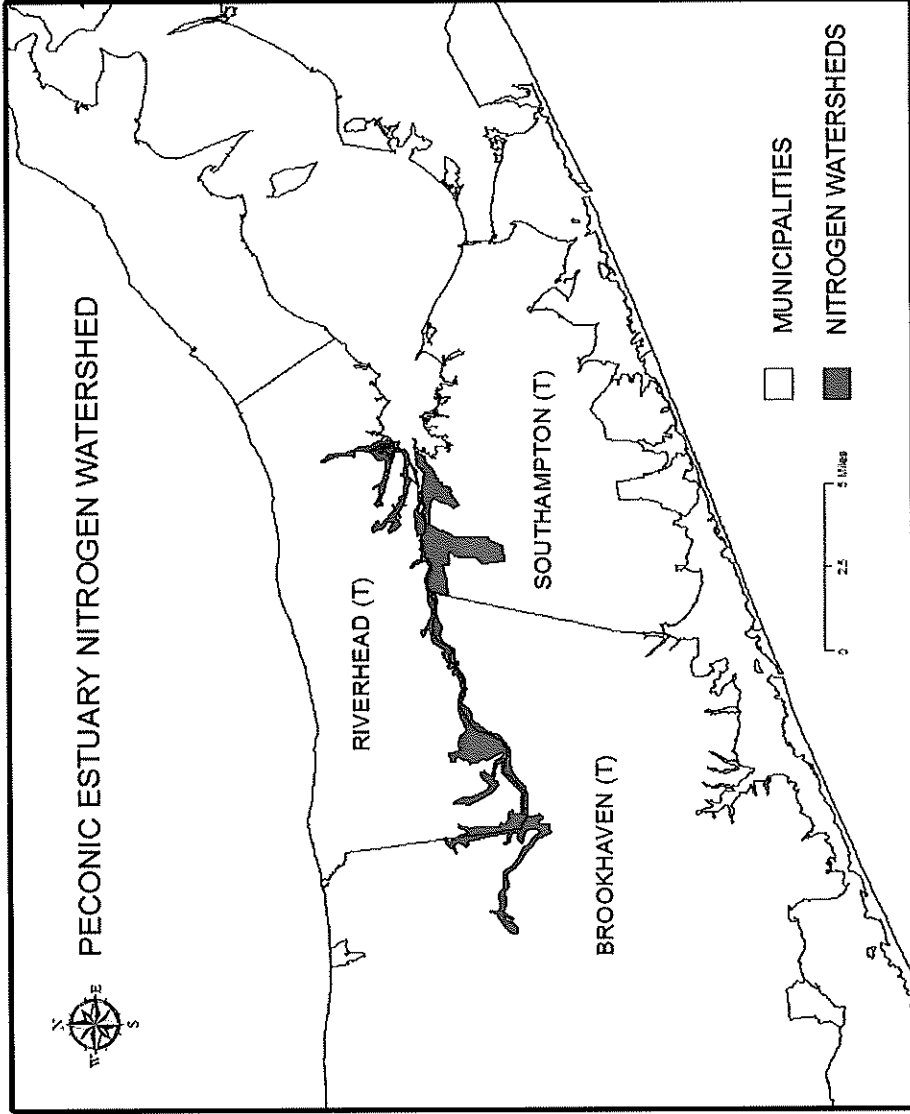 PECONIC ESTUARY NITROGEN WATERSHED
N
W
E
S
RIVERHEAD (T)
SOUTHAMPTON (T)
BROOKHAVEN (T)
MUNICIPALITIES
NITROGEN WATERSHEDS
0 2.5 5 Miles